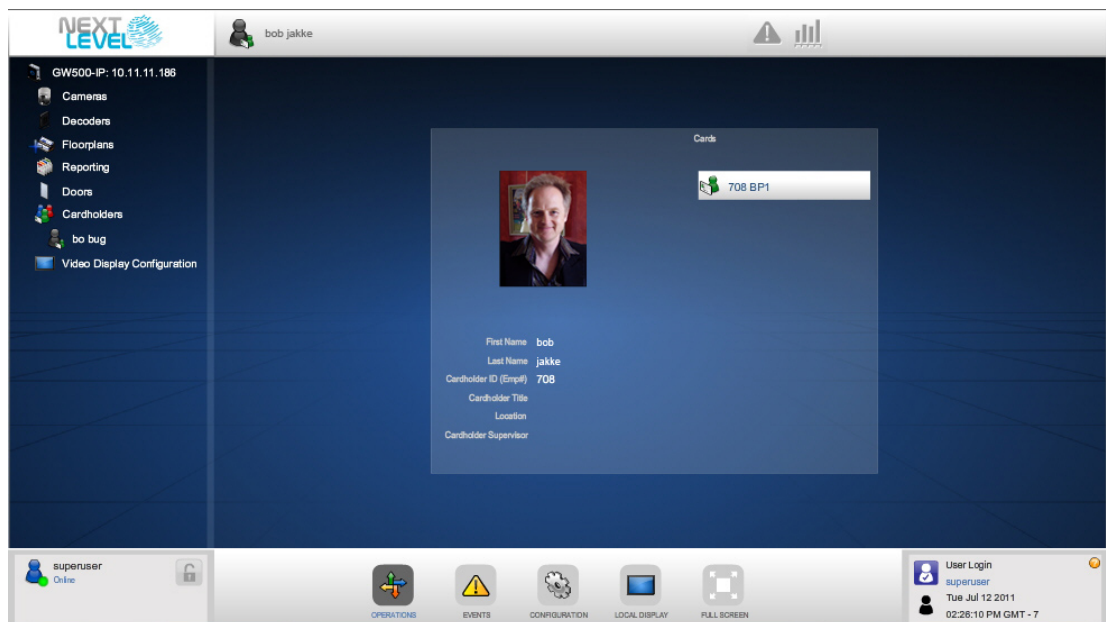 NEXT
LEVEL
bob jakke
GW500-IP: 10.11.11.186
Cameras
Decoders
Floorplans
Reporting
Doors
Cardholders
bo bug
Video Display Configuration
Cards
708 BP1
First Name bob
Last Name jakke
Cardholder ID (Emp#) 708
Cardholder Title
Location
Cardholder Supervisor
superuser
Online
OPERATIONS
EVENTS
CONFIGURATION
LOCAL DISPLAY
FULL SCREEN
User Login
superuser
Tue Jul 12 2011
02:26:10 PM GMT - 7